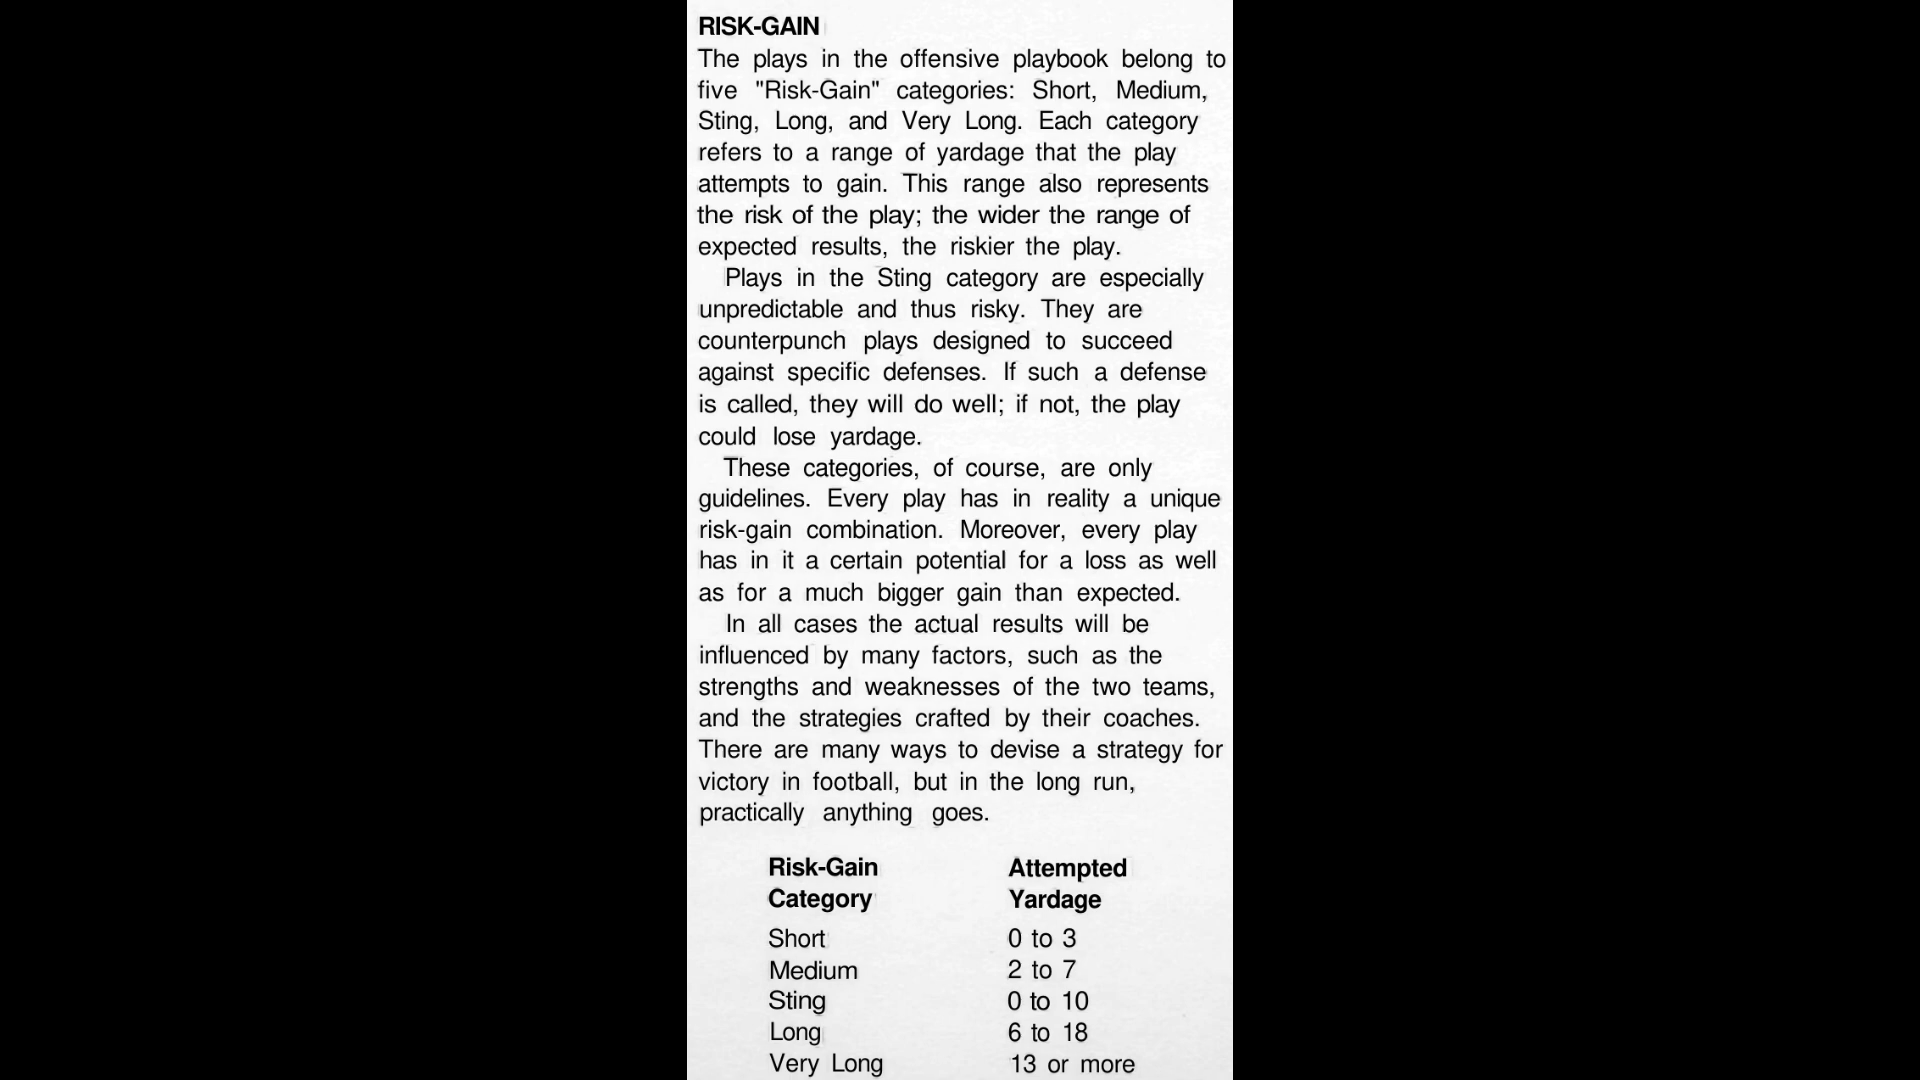 RISK-GAIN
The plays in the offensive playbook belong to
five "Risk-Gain" categories: Short, Medium,
Sting, Long, and Very Long. Each category
refers to a range of yardage that the play
attempts to gain. This range also represents
the risk of the play; the wider the range of
expected results, the riskier the play.
Plays in the Sting category are especially
unpredictable and thus risky. They are
counterpunch plays designed to succeed
against specific defenses. If such a defense
is called, they will do well; if not, the play
could lose yardage.
These categories, of course, are only
guidelines. Every play has in reality a unique
risk-gain combination. Moreover, every play
has in it a certain potential for a loss as well
as for a much bigger gain than expected.
In all cases the actual results will be
influenced by many factors, such as the
strengths and weaknesses of the two teams,
and the strategies crafted by their coaches.
There are many ways to devise a strategy for
victory in football, but in the long run,
practically anything goes.
Risk-Gain Attempted
Category Yardage
Short 0 to 3
Medium 2 to 7
Sting 0 to 10
Long 6 to 18
Very Long 13 or more